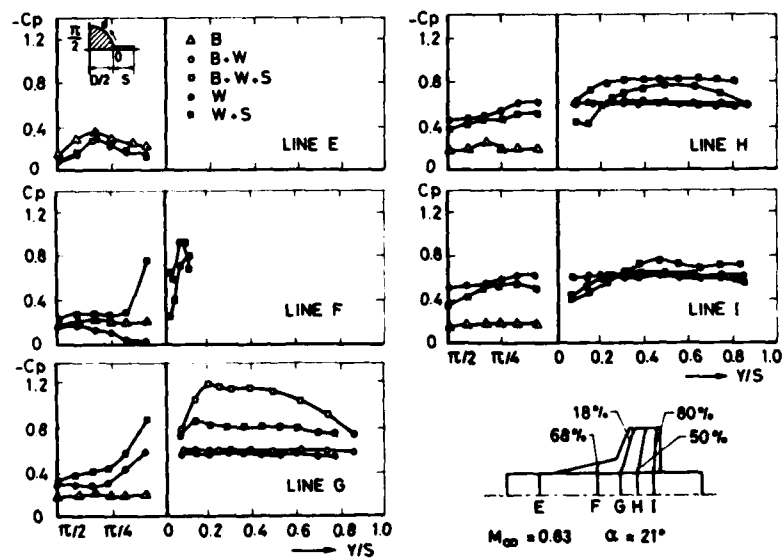 -Cp
1.2
0.8
0.4
0
π/2
ϕ
0
D/2
S
B
B+W
B+W+S
W
W+S
LINE E
-Cp
1.2
0.8
0.4
0
LINE F
-Cp
1.2
0.8
0.4
0
π/2
π/4
0
0.2
0.4
0.6
0.8
1.0
Y/S
LINE G
-Cp
1.2
0.8
0.4
0
LINE H
-Cp
1.2
0.8
0.4
0
π/2
π/4
0
0.2
0.4
0.6
0.8
1.0
Y/S
LINE I
18%
80%
68%
50%
E F G H I
M∞ = 0.83 α = 21°